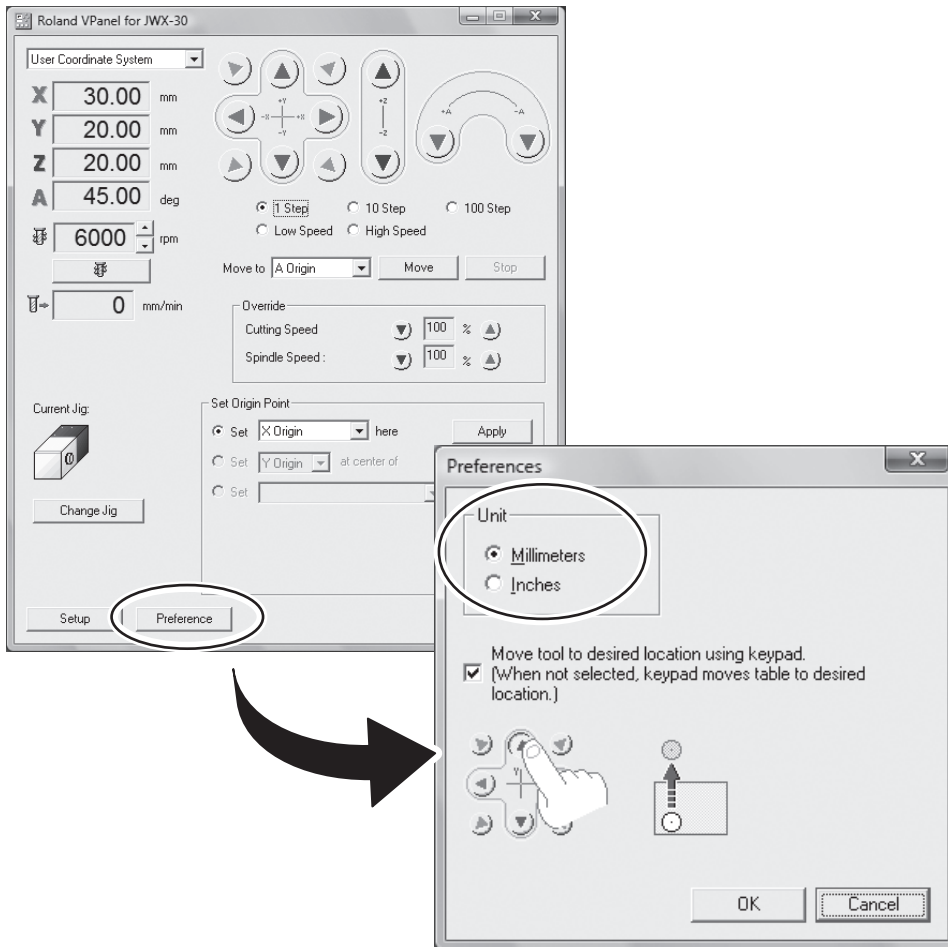 Roland VPanel for JWX-30
User Coordinate System
X 30.00 mm
Y 20.00 mm
Z 20.00 mm
A 45.00 deg
6000 rpm
0 mm/min
+Y
-X +X
-Y
+Z
-Z
+A -A
1 Step 10 Step 100 Step
Low Speed High Speed
Move to A Origin Move Stop
Override
Cutting Speed 100 %
Spindle Speed : 100 %
Current Jig:
Change Jig
Set Origin Point
Set X Origin here Apply
Set Y Origin at center of
Set
Setup Preference
Preferences
Unit
Millimeters
Inches
Move tool to desired location using keypad.
(When not selected, keypad moves table to desired
location.)
Y
OK Cancel